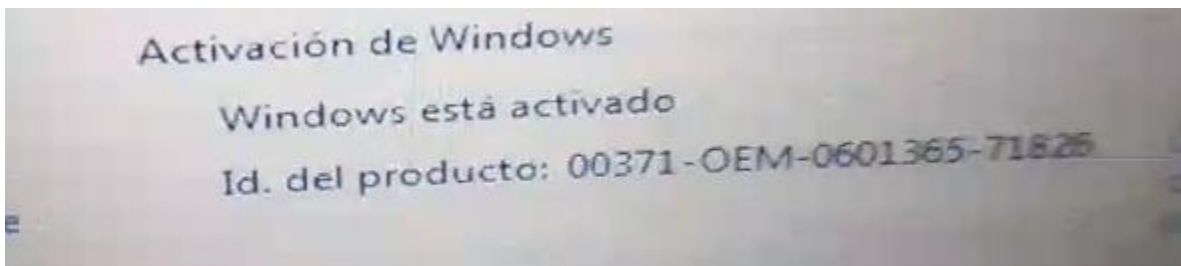 Activación de Windows
Windows está activado
Id. del producto: 00371-OEM-0601365-71826
e